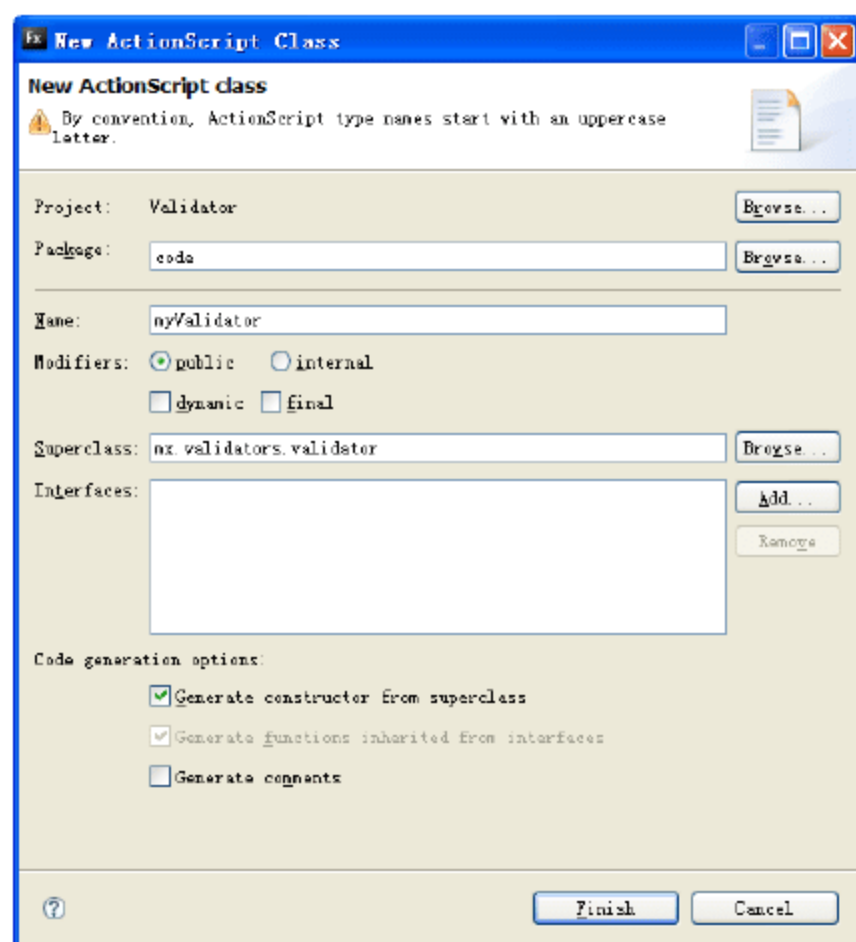 Fx New ActionScript Class
New ActionScript class
By convention, ActionScript type names start with an uppercase
letter.
Project: Validator Browse...
Package: code Browse...
Name: myValidator
Modifiers: public internal
dynamic final
Superclass: mx.validators.validator Browse...
Interfaces: Add...
Remove
Code generation options:
Generate constructor from superclass
Generate functions inherited from interfaces
Generate comments
? Finish Cancel